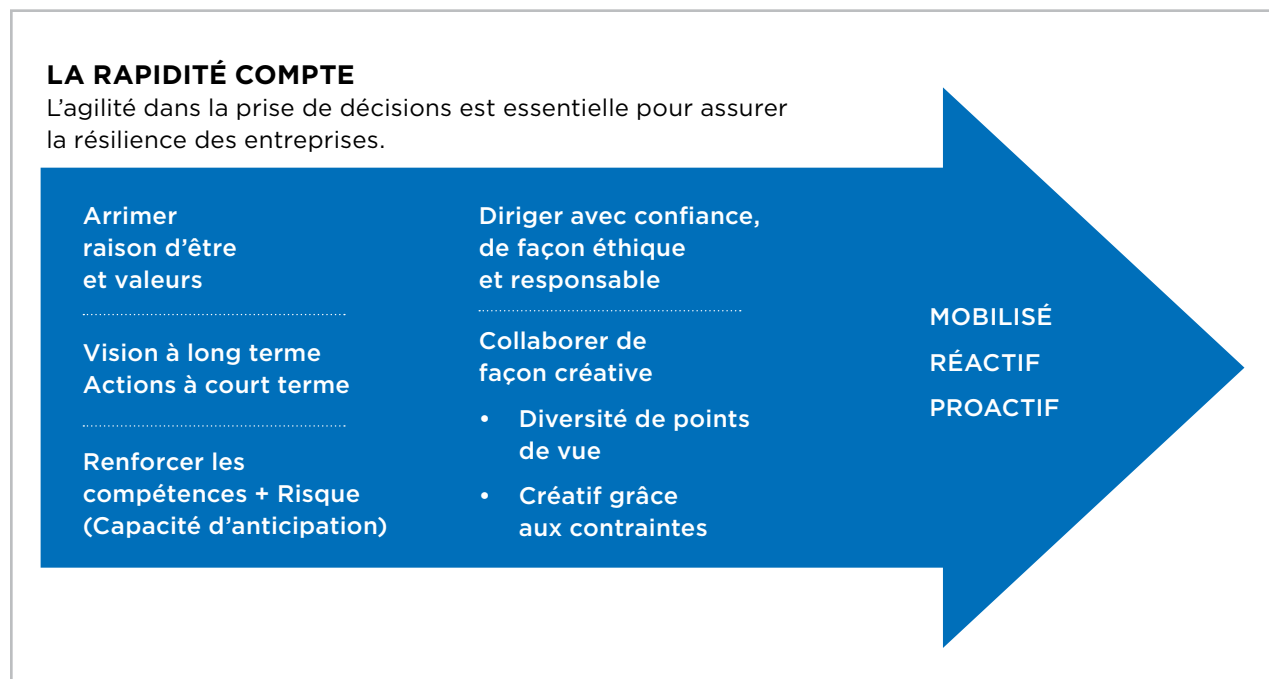 LA RAPIDITÉ COMPTE
L’agilité dans la prise de décisions est essentielle pour assurer
la résilience des entreprises.
Arrimer
raison d’être
et valeurs
Vision à long terme
Actions à court terme
Renforcer les
compétences + Risque
(Capacité d’anticipation)
Diriger avec confiance,
de façon éthique
et responsable
Collaborer de
façon créative
• Diversité de points
de vue
• Créatif grâce
aux contraintes
MOBILISÉ
RÉACTIF
PROACTIF